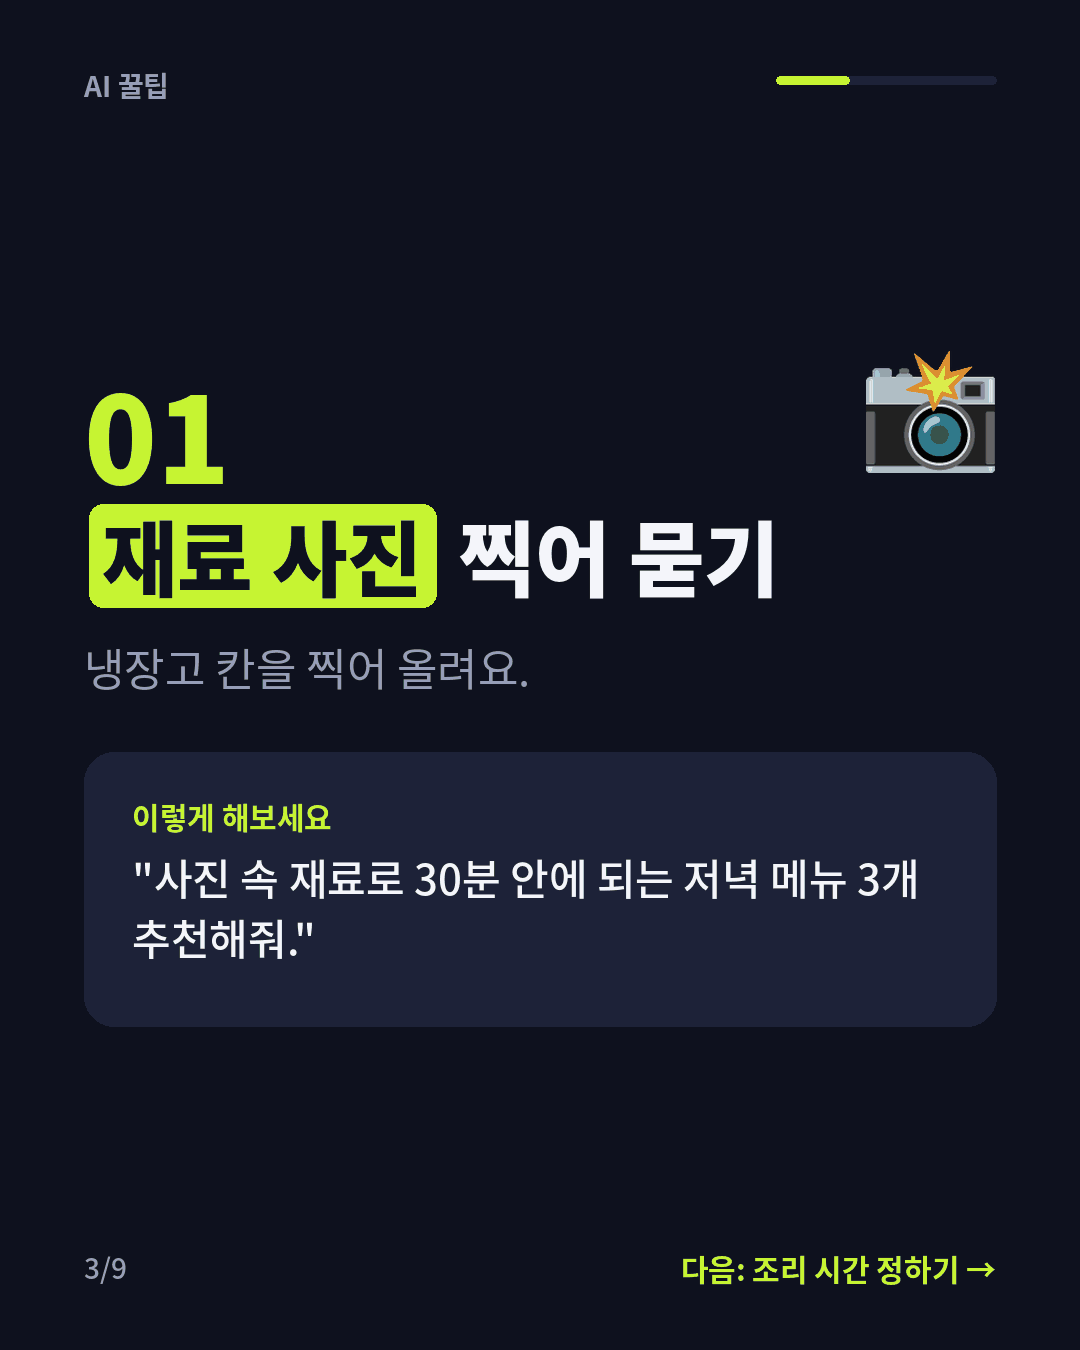 AI 꿀팁
01
재료 사진 찍어 묻기
냉장고 칸을 찍어 올려요.
이렇게 해보세요
"사진 속 재료로 30분 안에 되는 저녁 메뉴 3개
추천해줘."
3/9
다음: 조리 시간 정하기 →